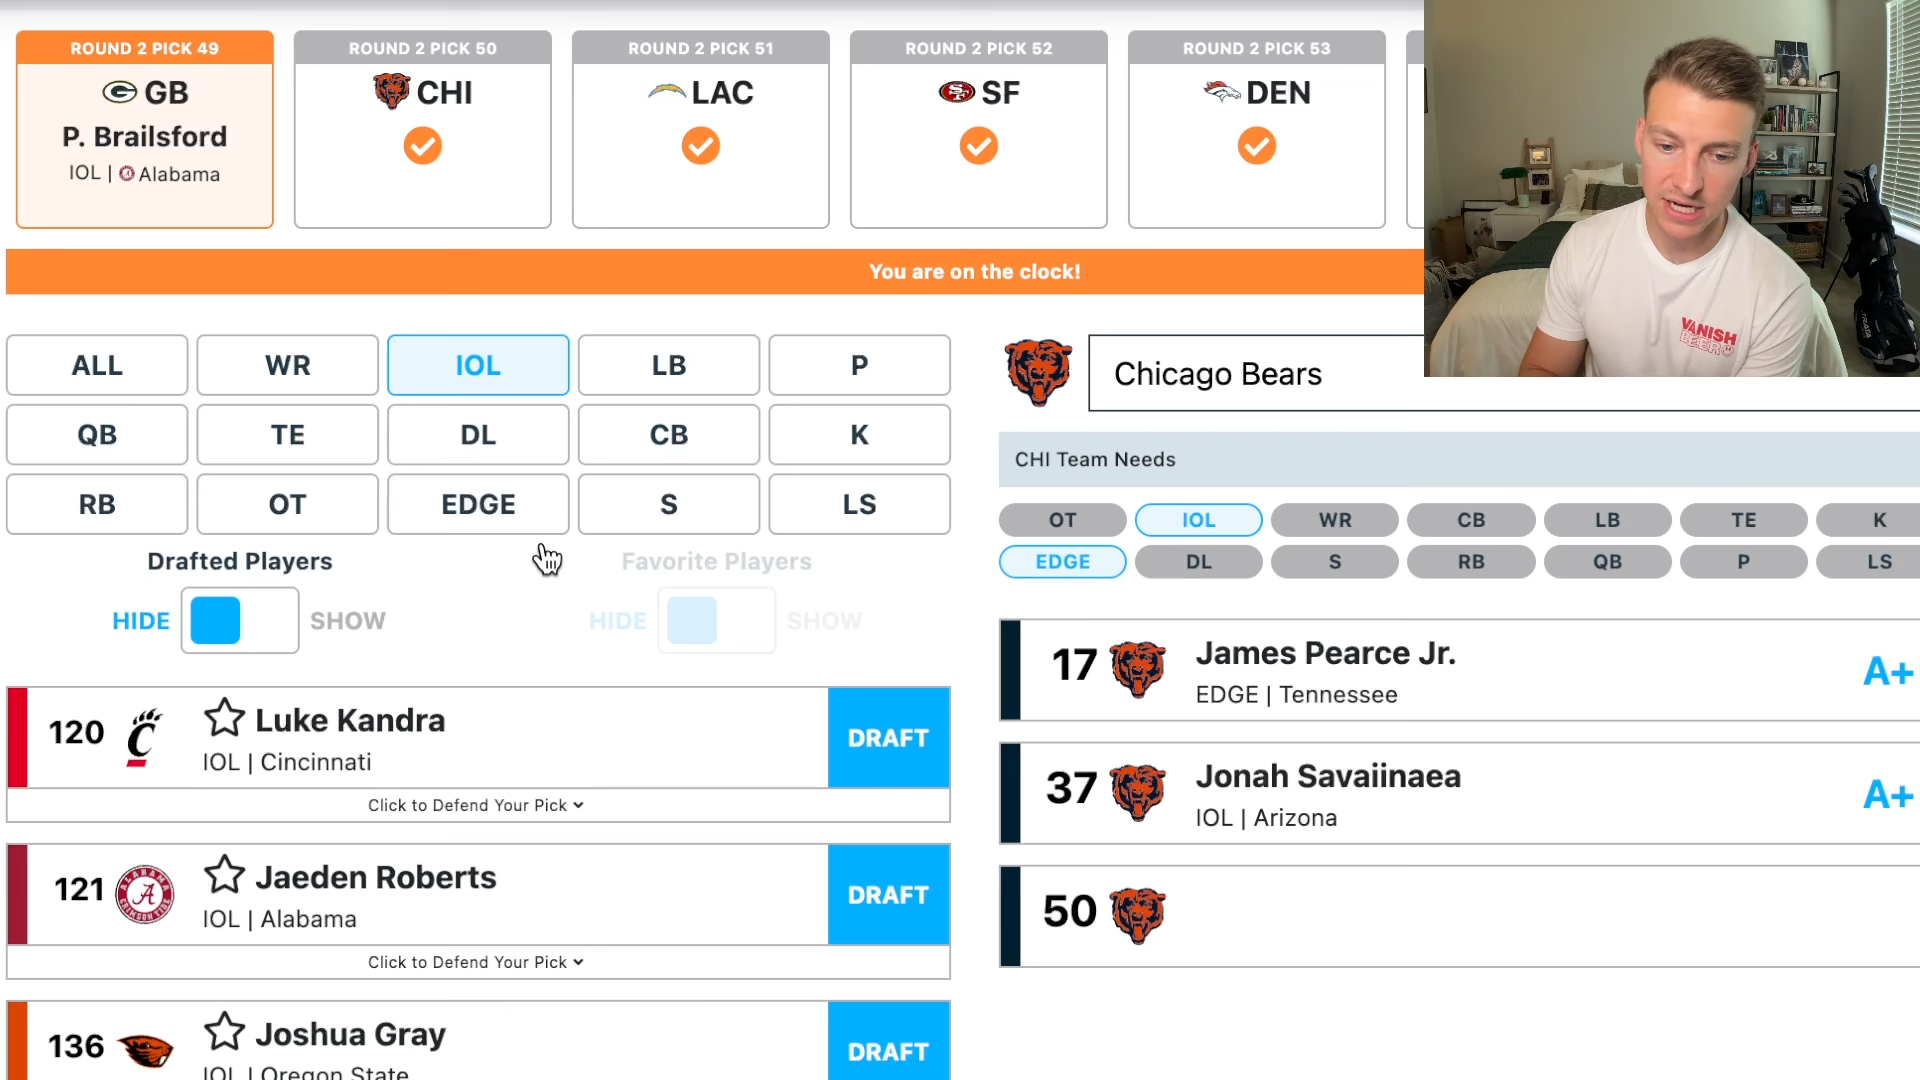 ROUND 2 PICK 49
GB
P. Brailsford
IOL | Alabama
ROUND 2 PICK 50
CHI
ROUND 2 PICK 51
LAC
ROUND 2 PICK 52
SF
ROUND 2 PICK 53
DEN
You are on the clock!
VANISH
BEER
ALL WR IOL LB P
QB TE DL CB K
RB OT EDGE S LS
Drafted Players
HIDE SHOW
Favorite Players
HIDE SHOW
120 Luke Kandra
IOL | Cincinnati
DRAFT
Click to Defend Your Pick
121 Jaeden Roberts
IOL | Alabama
DRAFT
Click to Defend Your Pick
136 Joshua Gray
IOL | Oregon State
DRAFT
Chicago Bears
CHI Team Needs
OT IOL WR CB LB TE K
EDGE DL S RB QB P LS
17 James Pearce Jr.
EDGE | Tennessee
A+
37 Jonah Savaiinaea
IOL | Arizona
A+
50